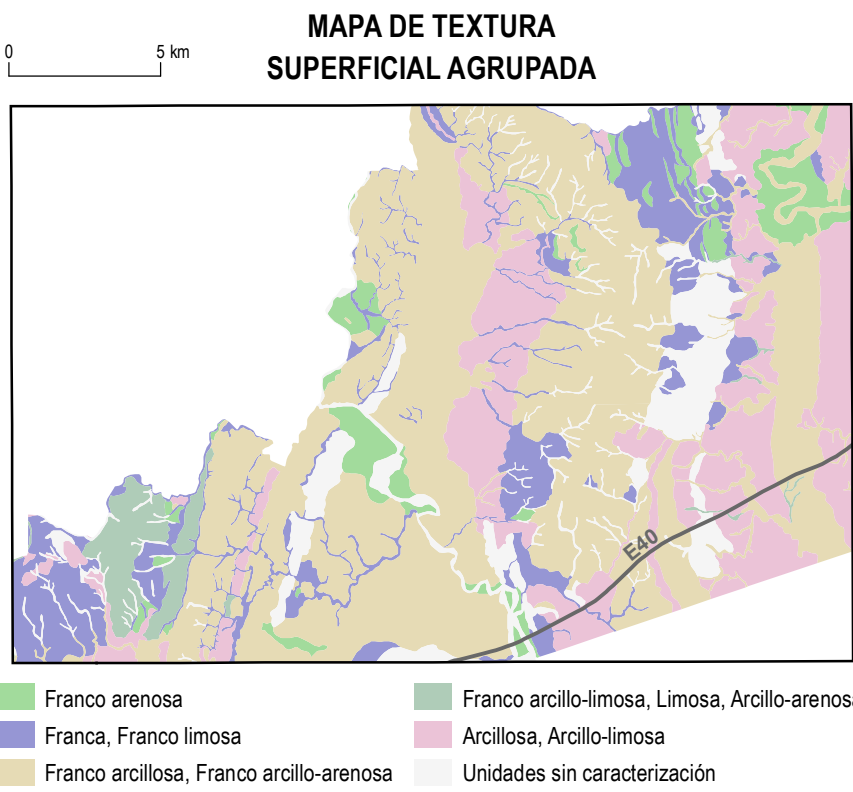 MAPA DE TEXTURA
SUPERFICIAL AGRUPADA
0 5 km
E40
Franco arenosa
Franca, Franco limosa
Franco arcillosa, Franco arcillo-arenosa
Franco arcillo-limosa, Limosa, Arcillo-arenosa
Arcillosa, Arcillo-limosa
Unidades sin caracterización